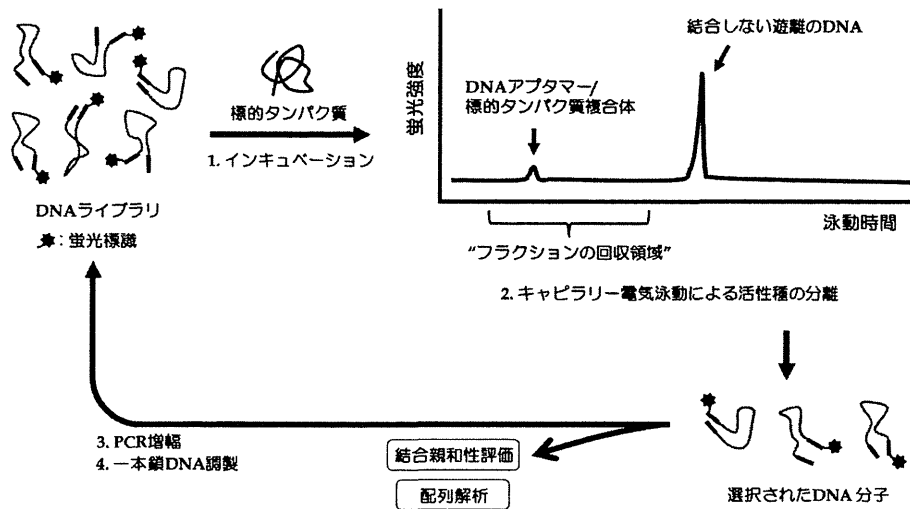 結合しない遊離のDNA
DNAアプタマー/
標的タンパク質複合体
蛍光強度
標的タンパク質
1. インキュベーション
DNAライブラリ
：蛍光標識
泳動時間
“フラクションの回収領域”
2. キャピラリー電気泳動による活性種の分離
3. PCR増幅
4. 一本鎖DNA調製
結合親和性評価
配列解析
選択されたDNA 分子